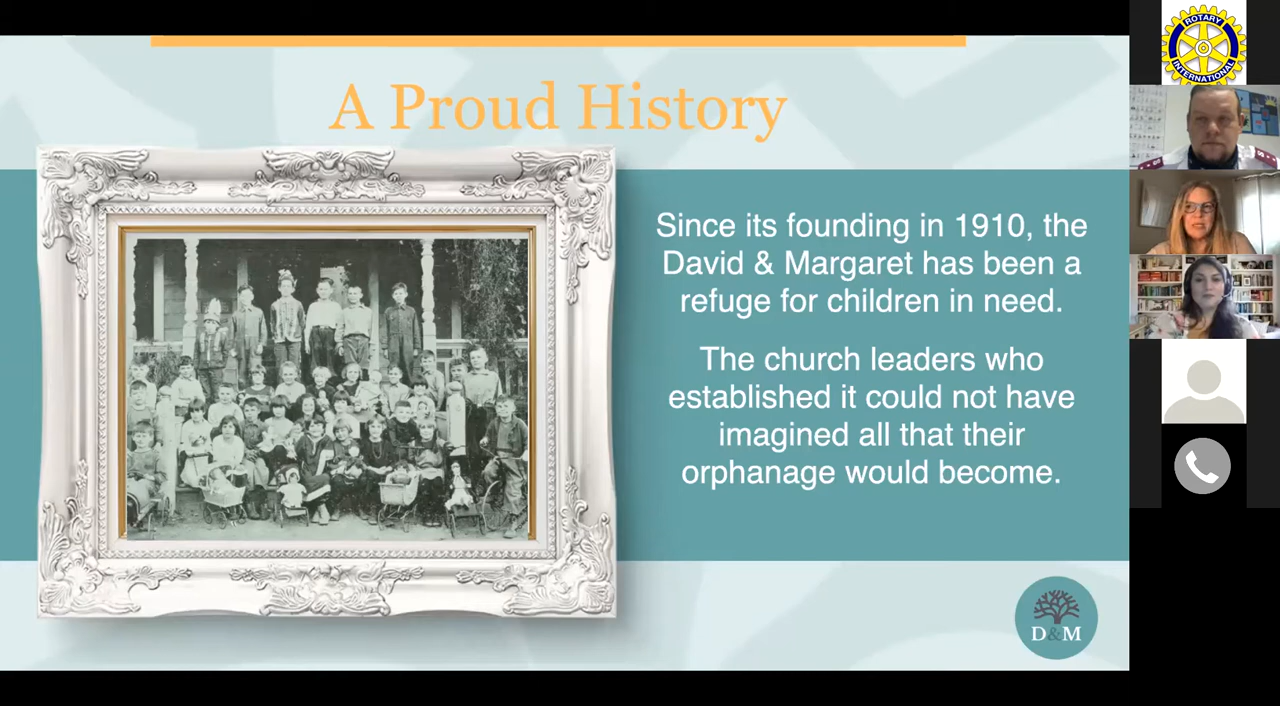 A Proud History
Since its founding in 1910, the
David & Margaret has been a
refuge for children in need.
The church leaders who
established it could not have
imagined all that their
orphanage would become.
D&M
ROTARY
INTERNATIONAL